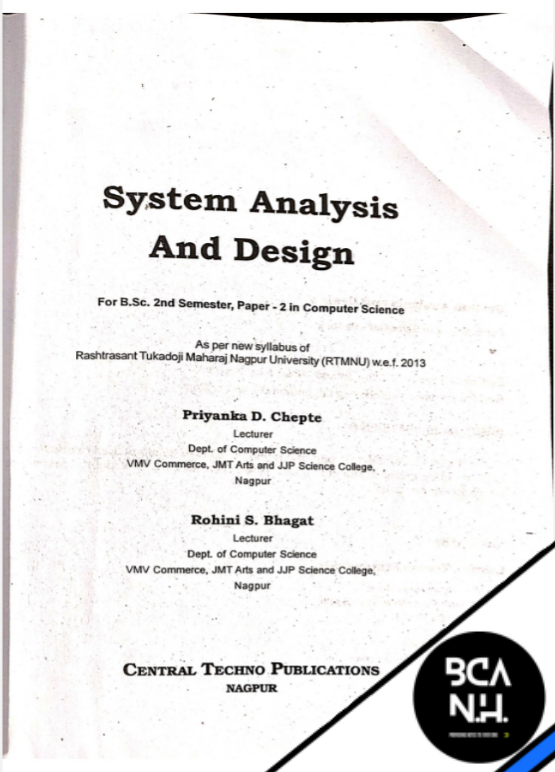 System Analysis
And Design
For B.Sc. 2nd Semester, Paper - 2 in Computer Science
As per new syllabus of
Rashtrasant Tukadoji Maharaj Nagpur University (RTMNU) w.e.f. 2013
Priyanka D. Chepte
Lecturer
Dept. of Computer Science
VMV Commerce, JMT Arts and JJP Science College,
Nagpur
Rohini S. Bhagat
Lecturer
Dept. of Computer Science
VMV Commerce, JMT Arts and JJP Science College,
Nagpur
CENTRAL TECHNO PUBLICATIONS
NAGPUR
BCA
N.H.